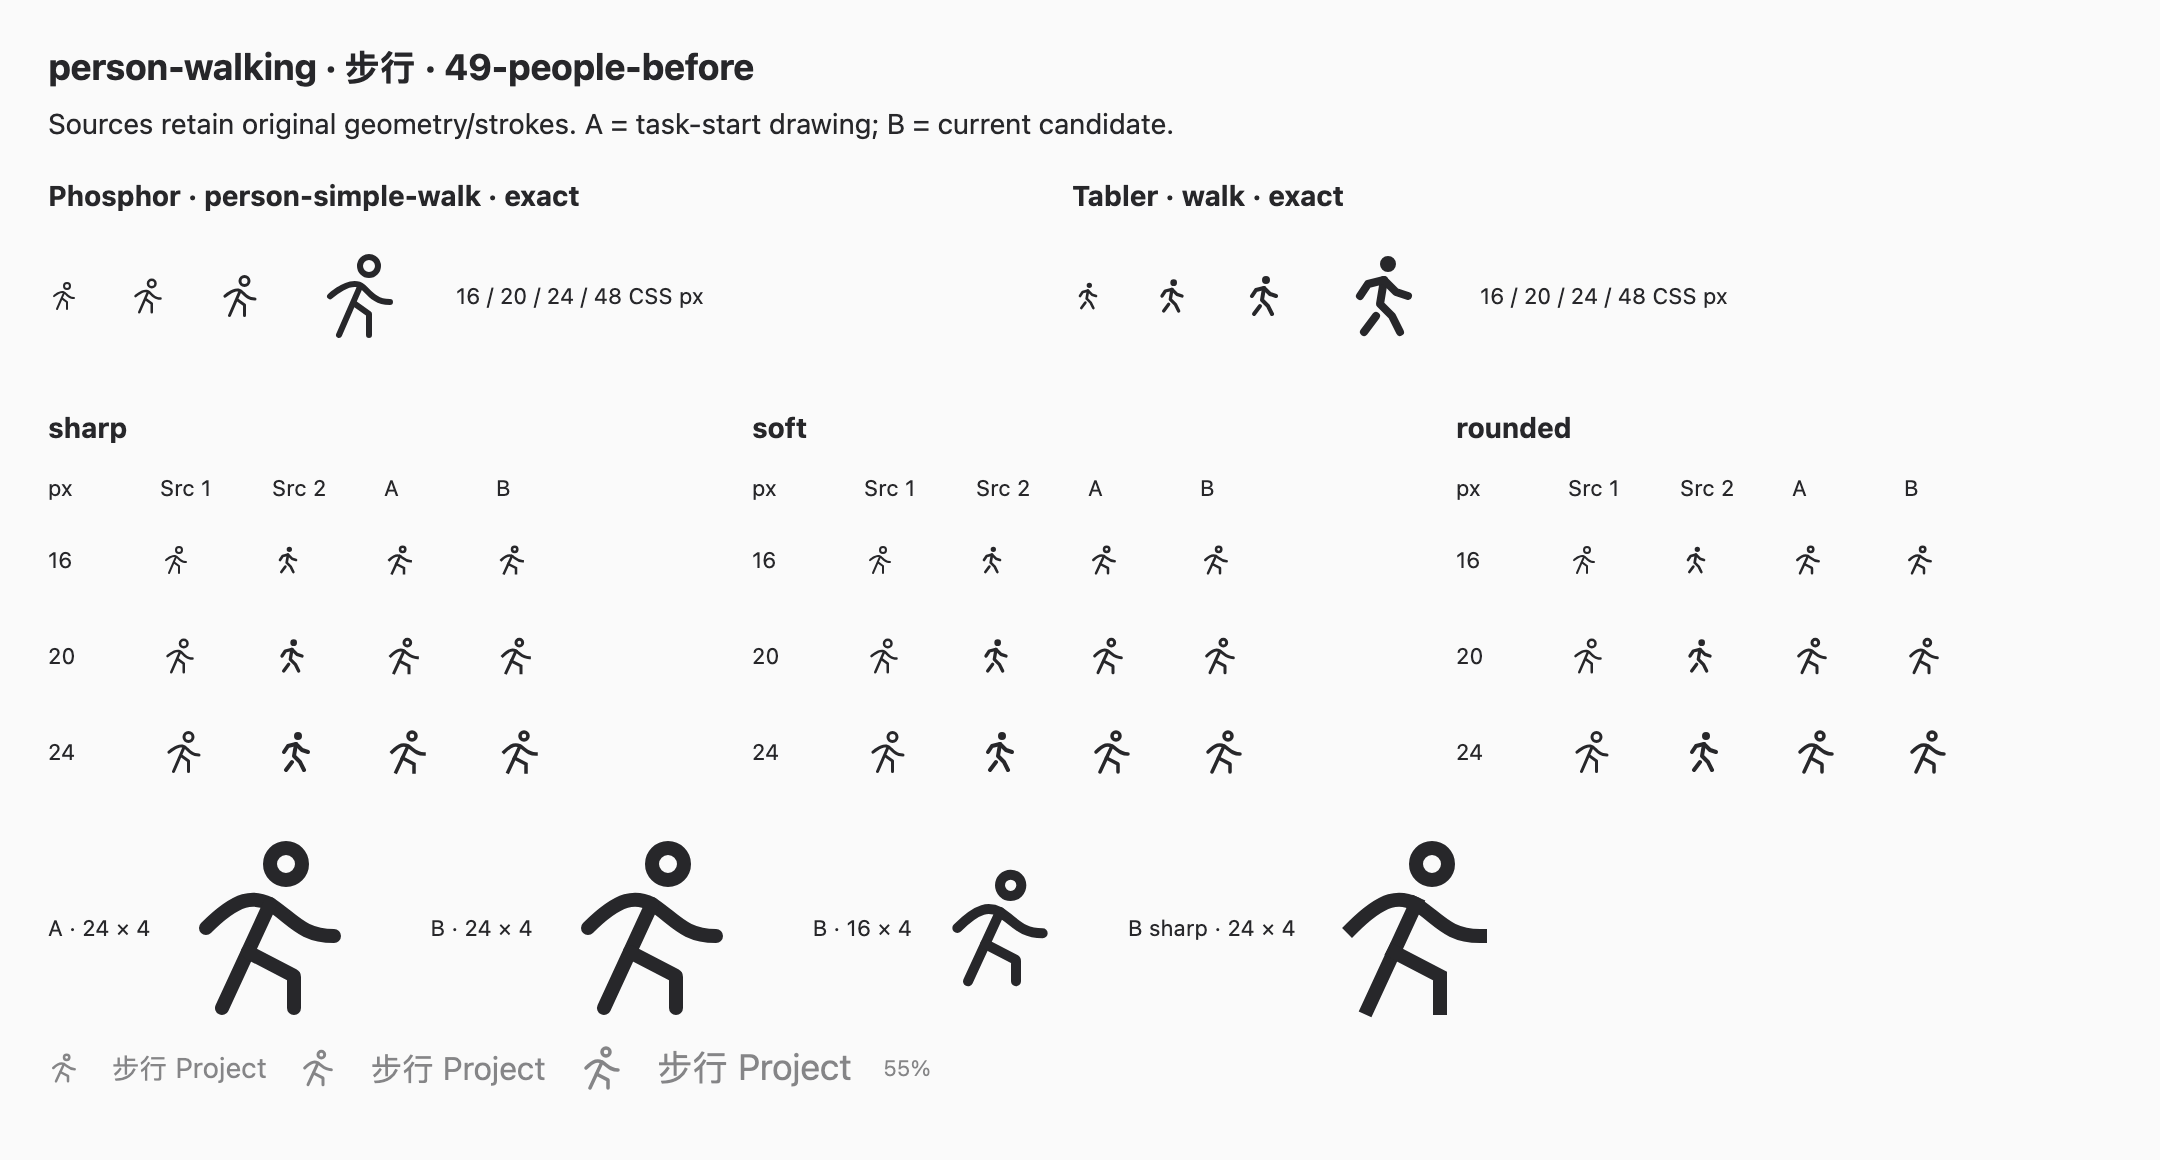 person-walking · 步行 · 49-people-before
Sources retain original geometry/strokes. A = task-start drawing; B = current candidate.
Phosphor · person-simple-walk · exact
16 / 20 / 24 / 48 CSS px
Tabler · walk · exact
16 / 20 / 24 / 48 CSS px
sharp
px Src 1 Src 2 A B
16
20
24
soft
px Src 1 Src 2 A B
16
20
24
rounded
px Src 1 Src 2 A B
16
20
24
A · 24 × 4
B · 24 × 4
B · 16 × 4
B sharp · 24 × 4
步行 Project 步行 Project 步行 Project 55%